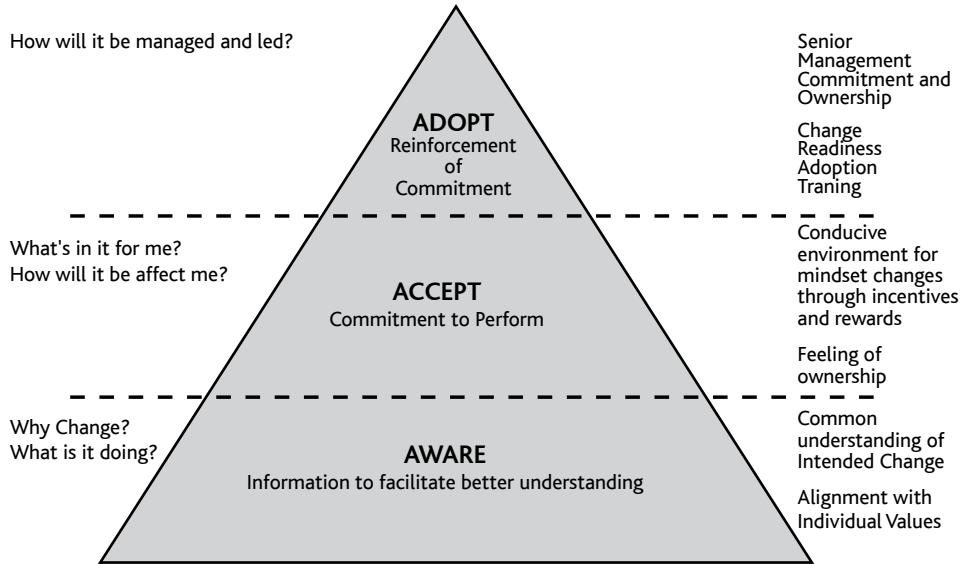 How will it be managed and led?
Senior
Management
Commitment and
Ownership
Change
Readiness
Adoption
Traning
ADOPT
Reinforcement
of
Commitment
What's in it for me?
How will it be affect me?
ACCEPT
Commitment to Perform
Conducive
environment for
mindset changes
through incentives
and rewards
Feeling of
ownership
Why Change?
What is it doing?
AWARE
Information to facilitate better understanding
Common
understanding of
Intended Change
Alignment with
Individual Values